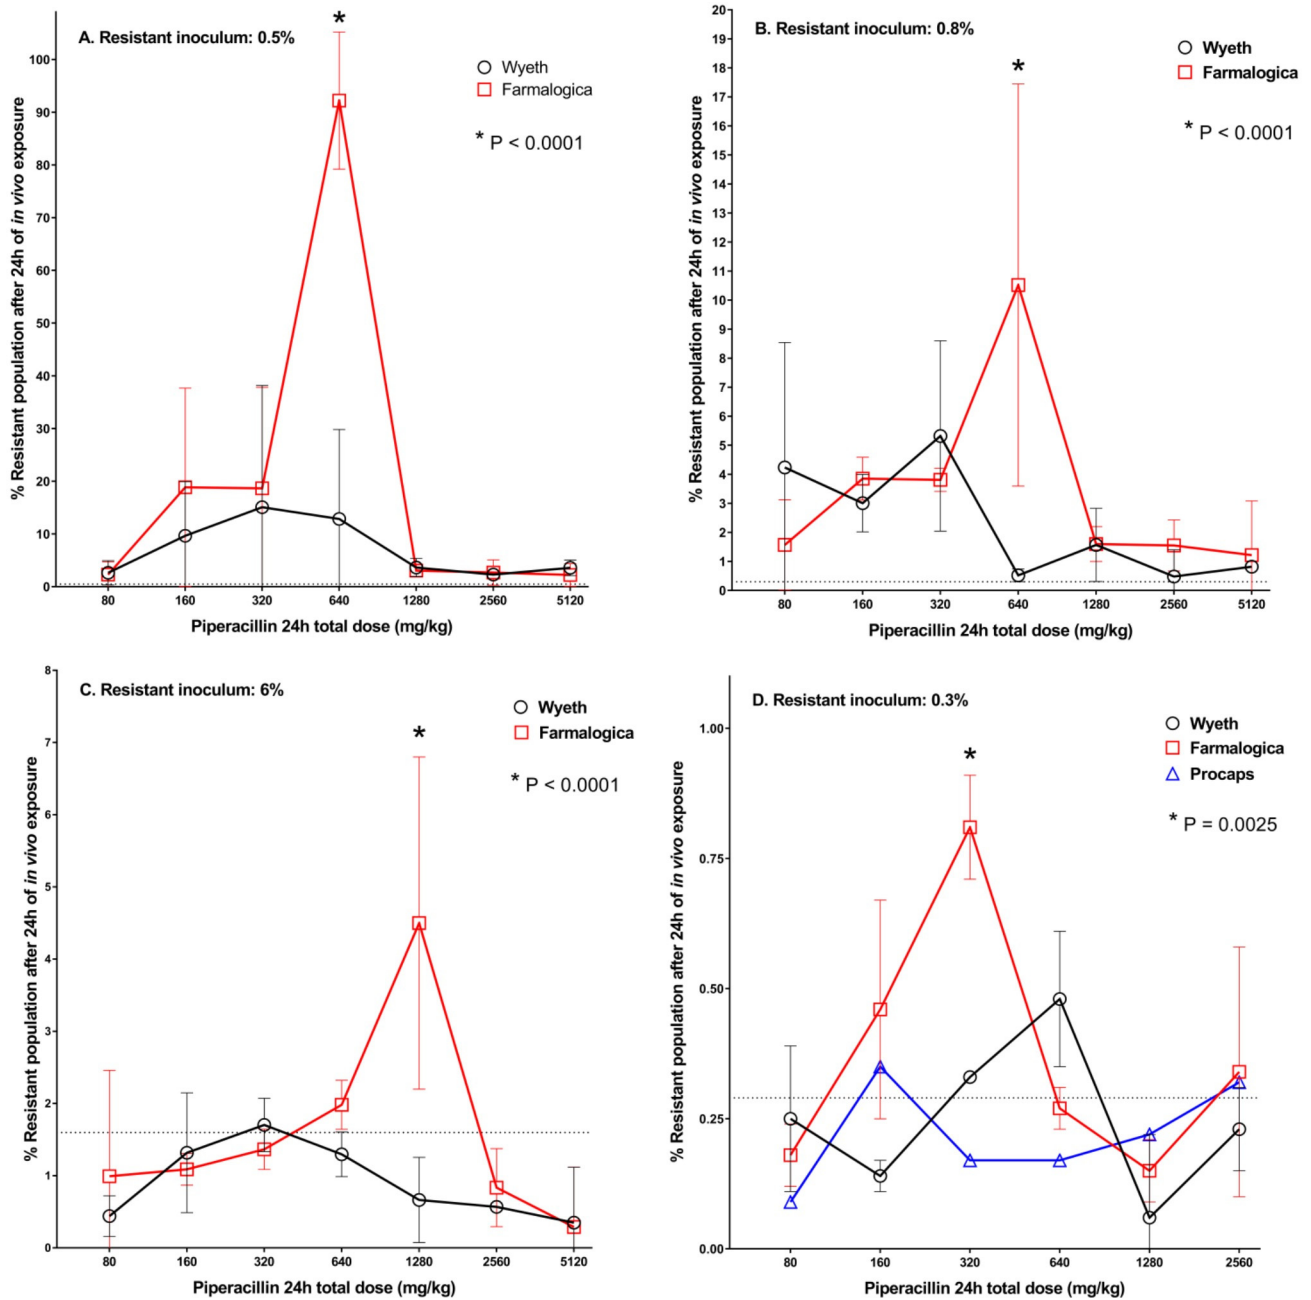 A. Resistant inoculum: 0.5%
Wyeth
Farmalogica
* P < 0.0001
*
% Resistant population after 24h of in vivo exposure
100
90
80
70
60
50
40
30
20
10
0
80 160 320 640 1280 2560 5120
Piperacillin 24h total dose (mg/kg)
B. Resistant inoculum: 0.8%
Wyeth
Farmalogica
* P < 0.0001
*
% Resistant population after 24h of in vivo exposure
20
19
18
17
16
15
14
13
12
11
10
9
8
7
6
5
4
3
2
1
0
80 160 320 640 1280 2560 5120
Piperacillin 24h total dose (mg/kg)
C. Resistant inoculum: 6%
Wyeth
Farmalogica
* P < 0.0001
*
% Resistant population after 24h of in vivo exposure
8
7
6
5
4
3
2
1
0
80 160 320 640 1280 2560 5120
Piperacillin 24h total dose (mg/kg)
D. Resistant inoculum: 0.3%
Wyeth
Farmalogica
Procaps
* P = 0.0025
*
% Resistant population after 24h of in vivo exposure
1.00
0.75
0.50
0.25
0.00
80 160 320 640 1280 2560
Piperacillin 24h total dose (mg/kg)